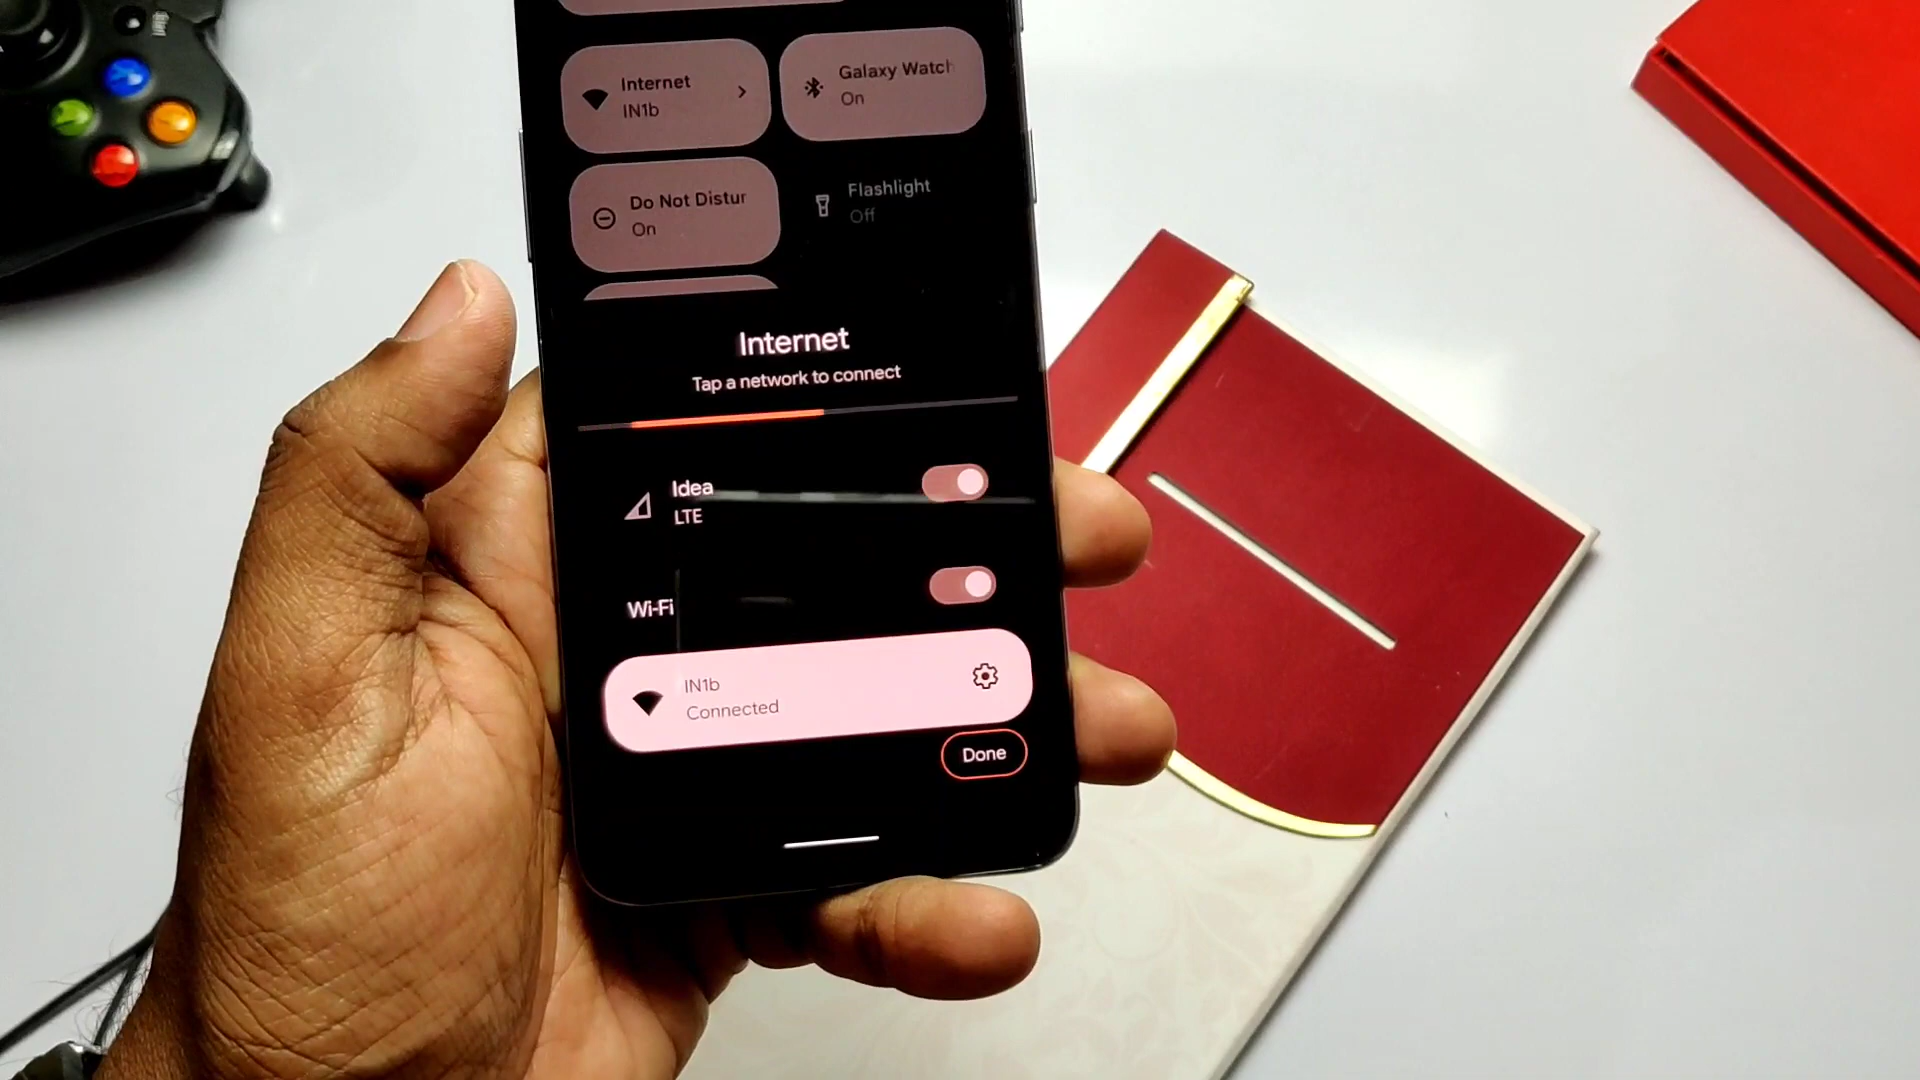 Internet
IN1b
Galaxy Watch
On
Do Not Distur
On
Flashlight
Off
Internet
Tap a network to connect
Idea
LTE
Wi-Fi
IN1b
Connected
Done